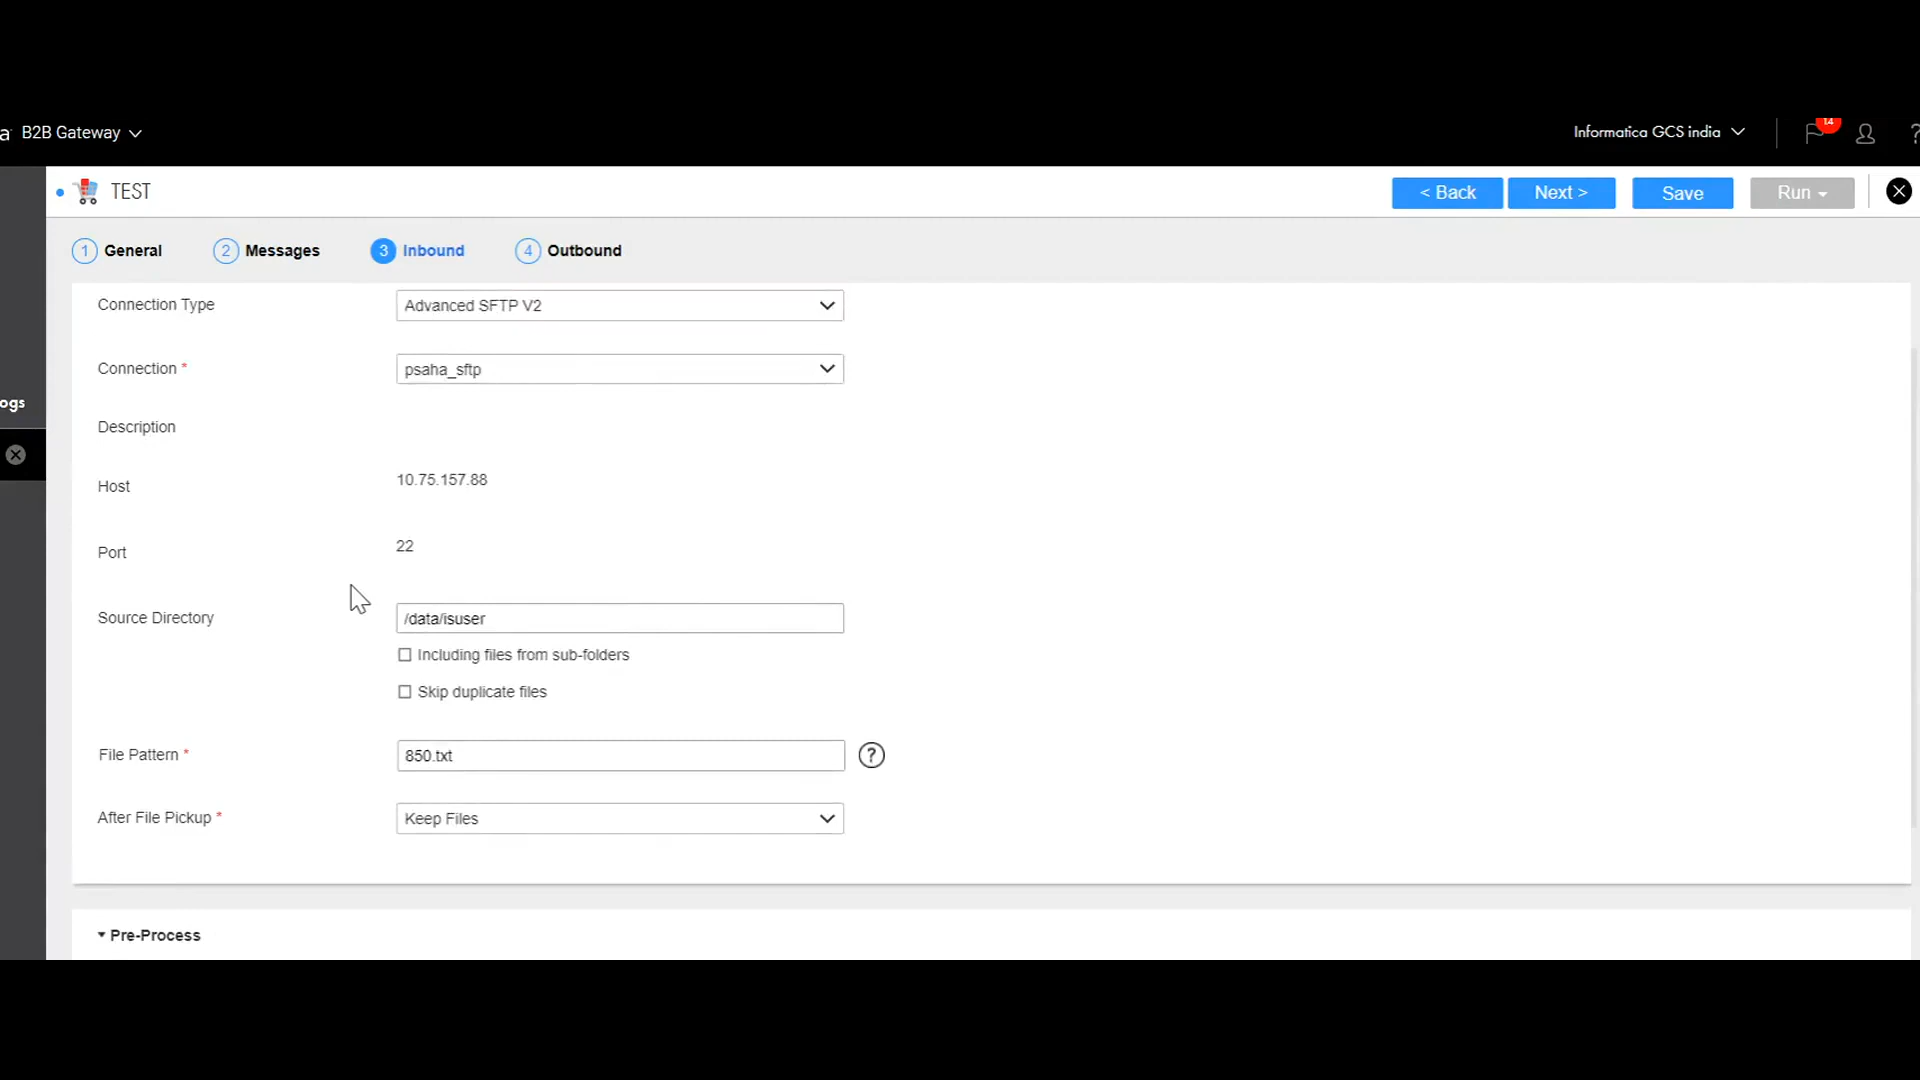 a B2B Gateway
Informatica GCS india
14
?
TEST
< Back
Next >
Save
Run
1 General
2 Messages
3 Inbound
4 Outbound
Connection Type
Advanced SFTP V2
Connection *
psaha_sftp
ogs
Description
Host
10.75.157.88
Port
22
Source Directory
/data/isuser
Including files from sub-folders
Skip duplicate files
File Pattern *
850.txt
?
After File Pickup *
Keep Files
Pre-Process